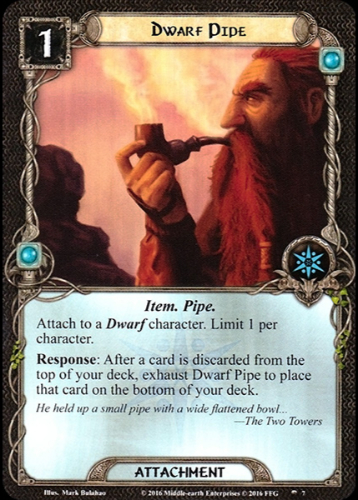 1
Dwarf Pipe
Item. Pipe.
Attach to a Dwarf character. Limit 1 per
character.
Response: After a card is discarded from the
top of your deck, exhaust Dwarf Pipe to place
that card on the bottom of your deck.
He held up a small pipe with a wide flattened bowl...
—The Two Towers
Illus. Mark Bulahao
© 2016 Middle-earth Enterprises © 2016 FFG
ATTACHMENT